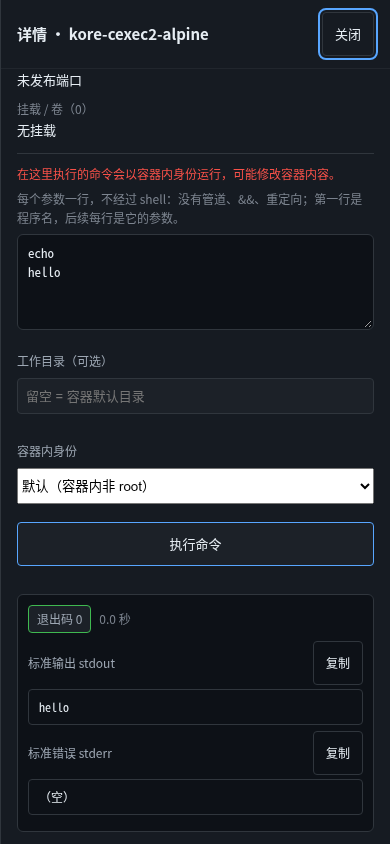 详情 · kore-cexec2-alpine
关闭
未发布端口
挂载 / 卷（0）
无挂载
在这里执行的命令会以容器内身份运行，可能修改容器内容。
每个参数一行，不经过 shell：没有管道、&&、重定向；第一行是
程序名，后续每行是它的参数。
echo
hello
工作目录（可选）
留空 = 容器默认目录
容器内身份
默认（容器内非 root）
执行命令
退出码 0
0.0 秒
标准输出 stdout
复制
hello
标准错误 stderr
复制
（空）